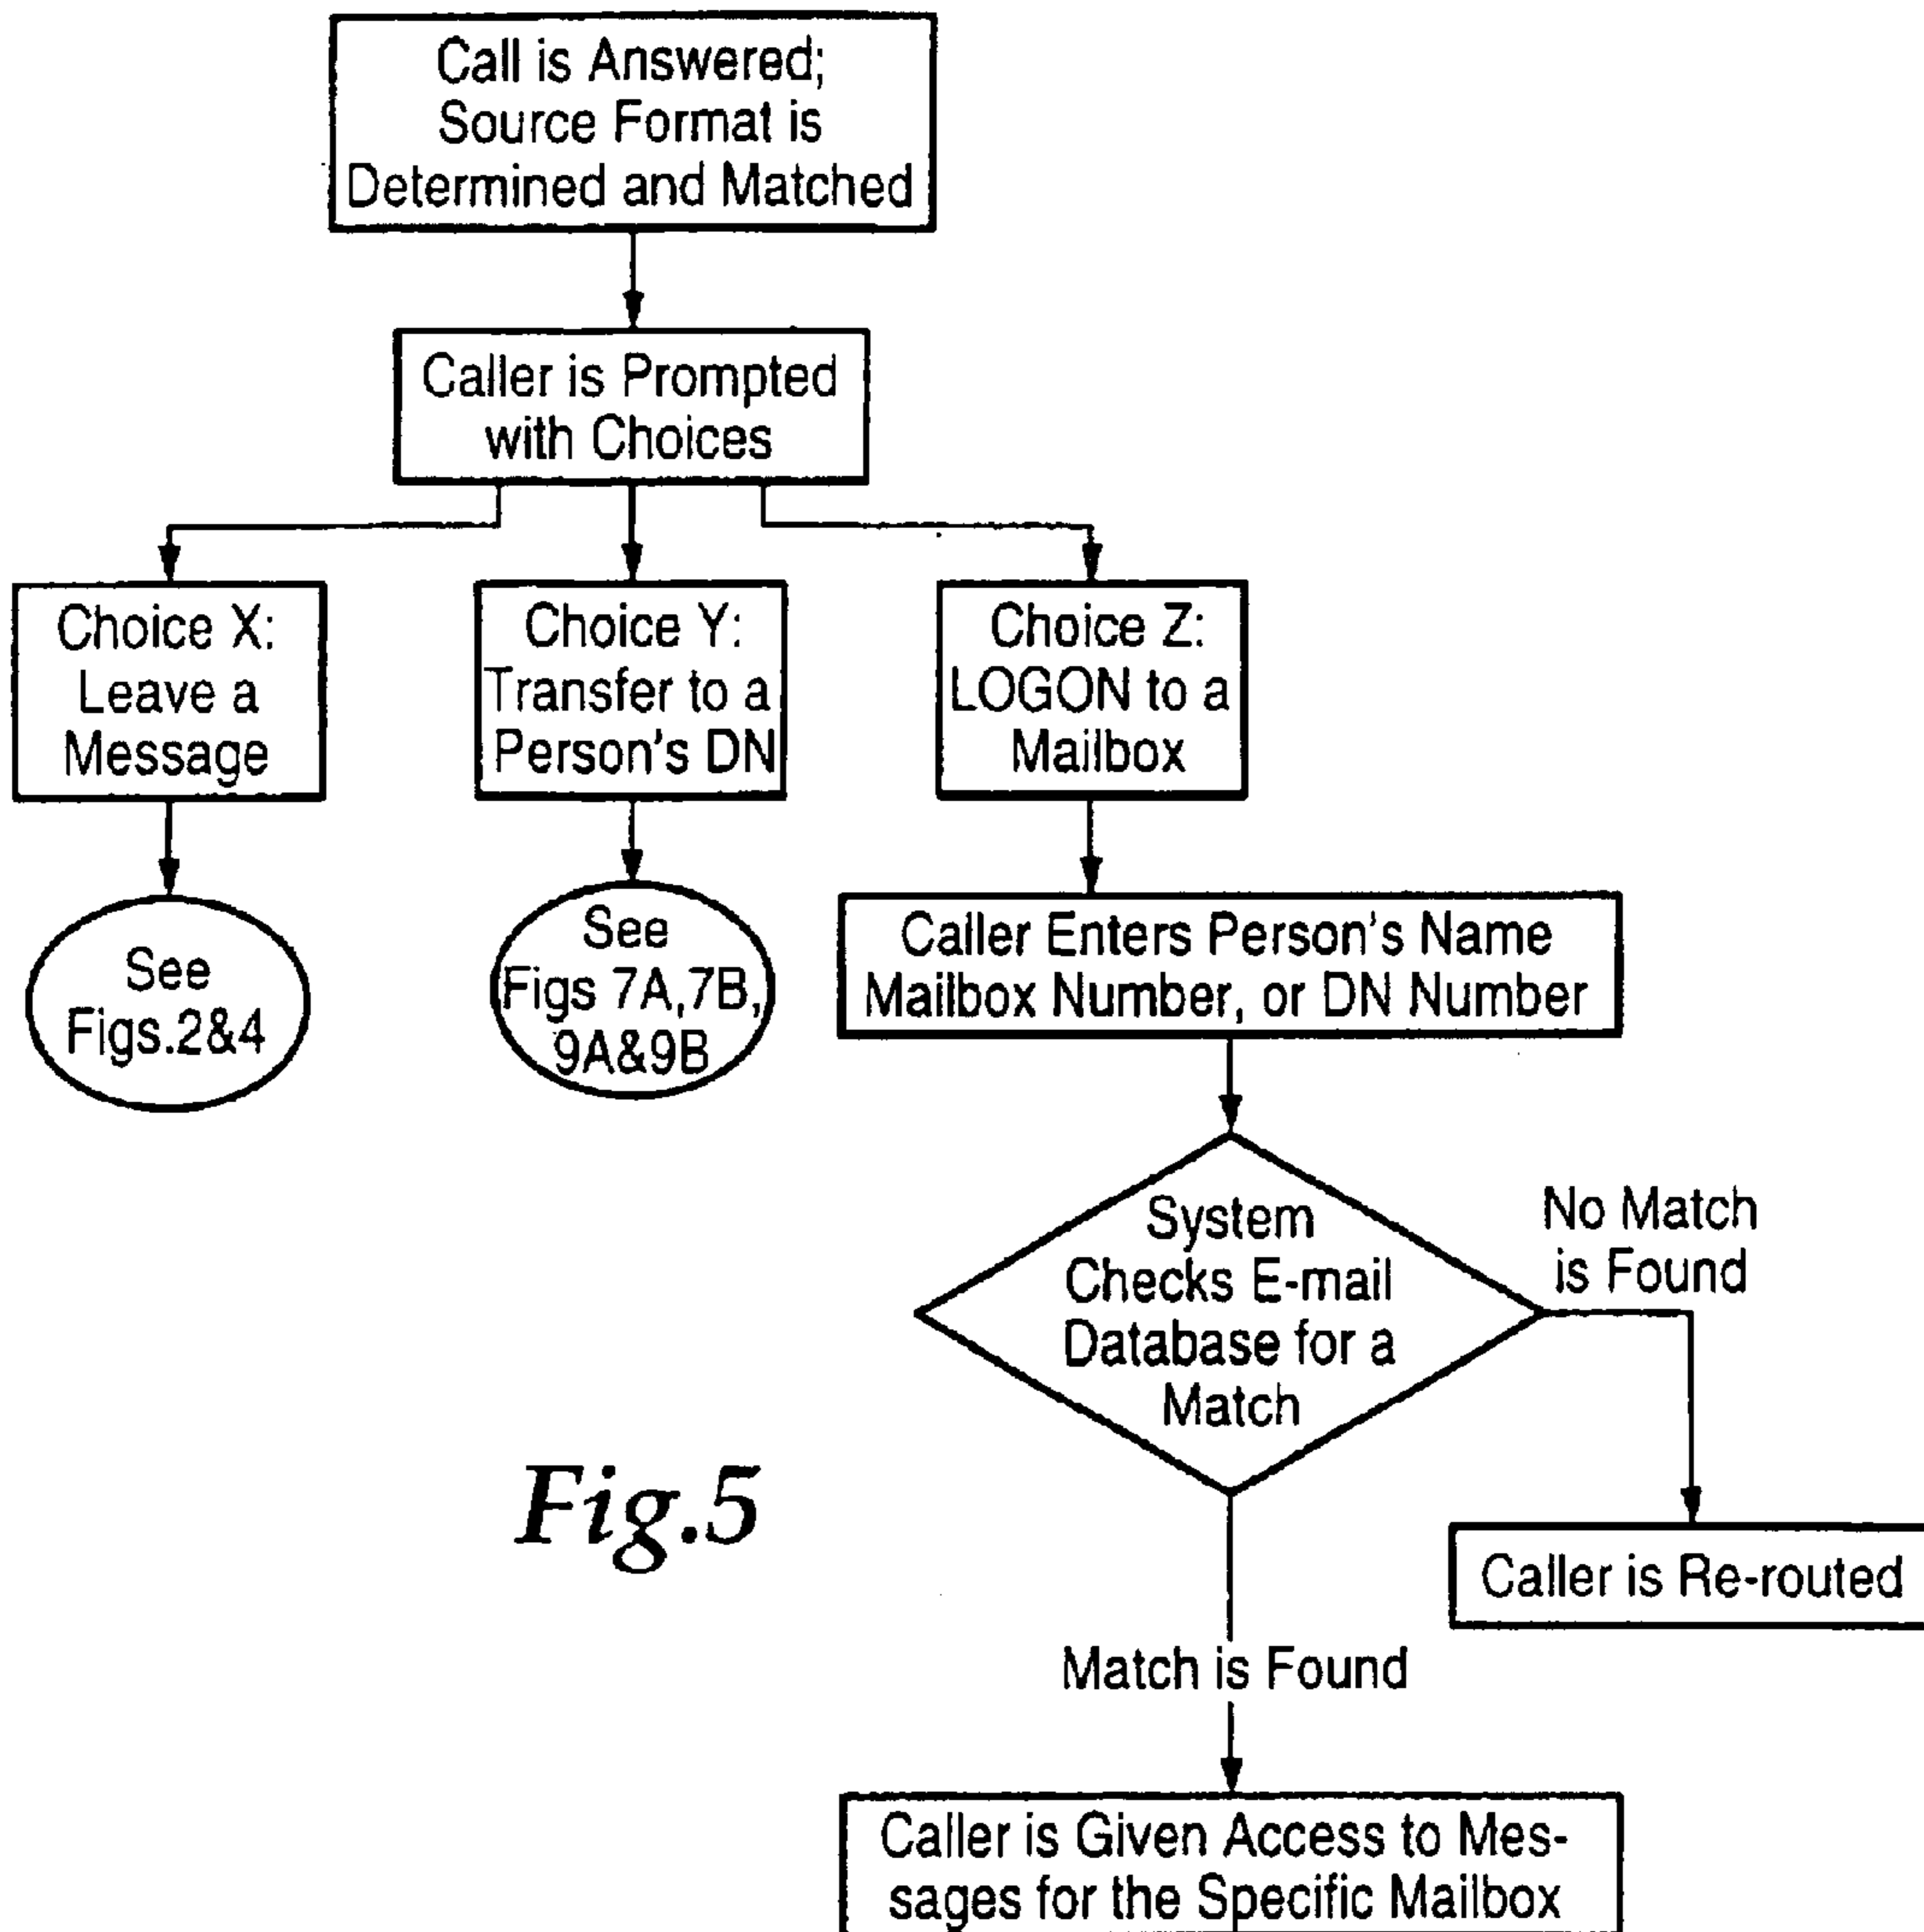 Call is Answered;
Source Format is
Determined and Matched
Caller is Prompted
with Choices
Choice X:
Leave a
Message
Choice Y:
Transfer to a
Person's DN
Choice Z:
LOGON to a
Mailbox
See
Figs.2&4
See
Figs 7A,7B,
9A&9B
Caller Enters Person's Name
Mailbox Number, or DN Number
System
Checks E-mail
Database for a
Match
No Match
is Found
Caller is Re-routed
Match is Found
Caller is Given Access to Mes-
sages for the Specific Mailbox
Fig.5